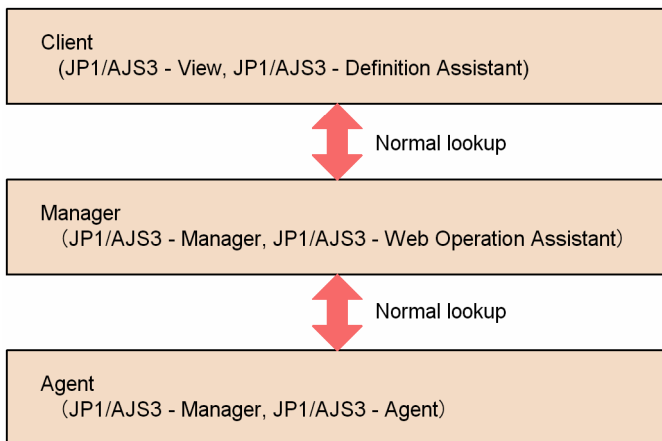 Client
(JP1/AJS3 - View, JP1/AJS3 - Definition Assistant)
Normal lookup
Manager
（JP1/AJS3 - Manager, JP1/AJS3 - Web Operation Assistant）
Normal lookup
Agent
（JP1/AJS3 - Manager, JP1/AJS3 - Agent）